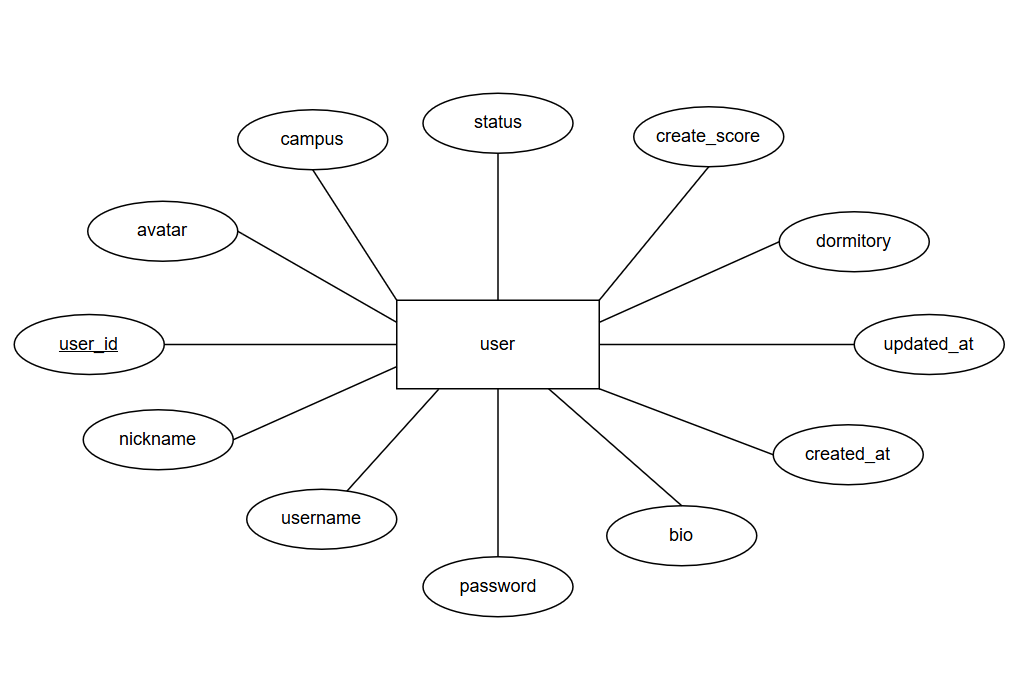 status
create_score
campus
avatar
dormitory
user_id
user
updated_at
nickname
created_at
username
bio
password